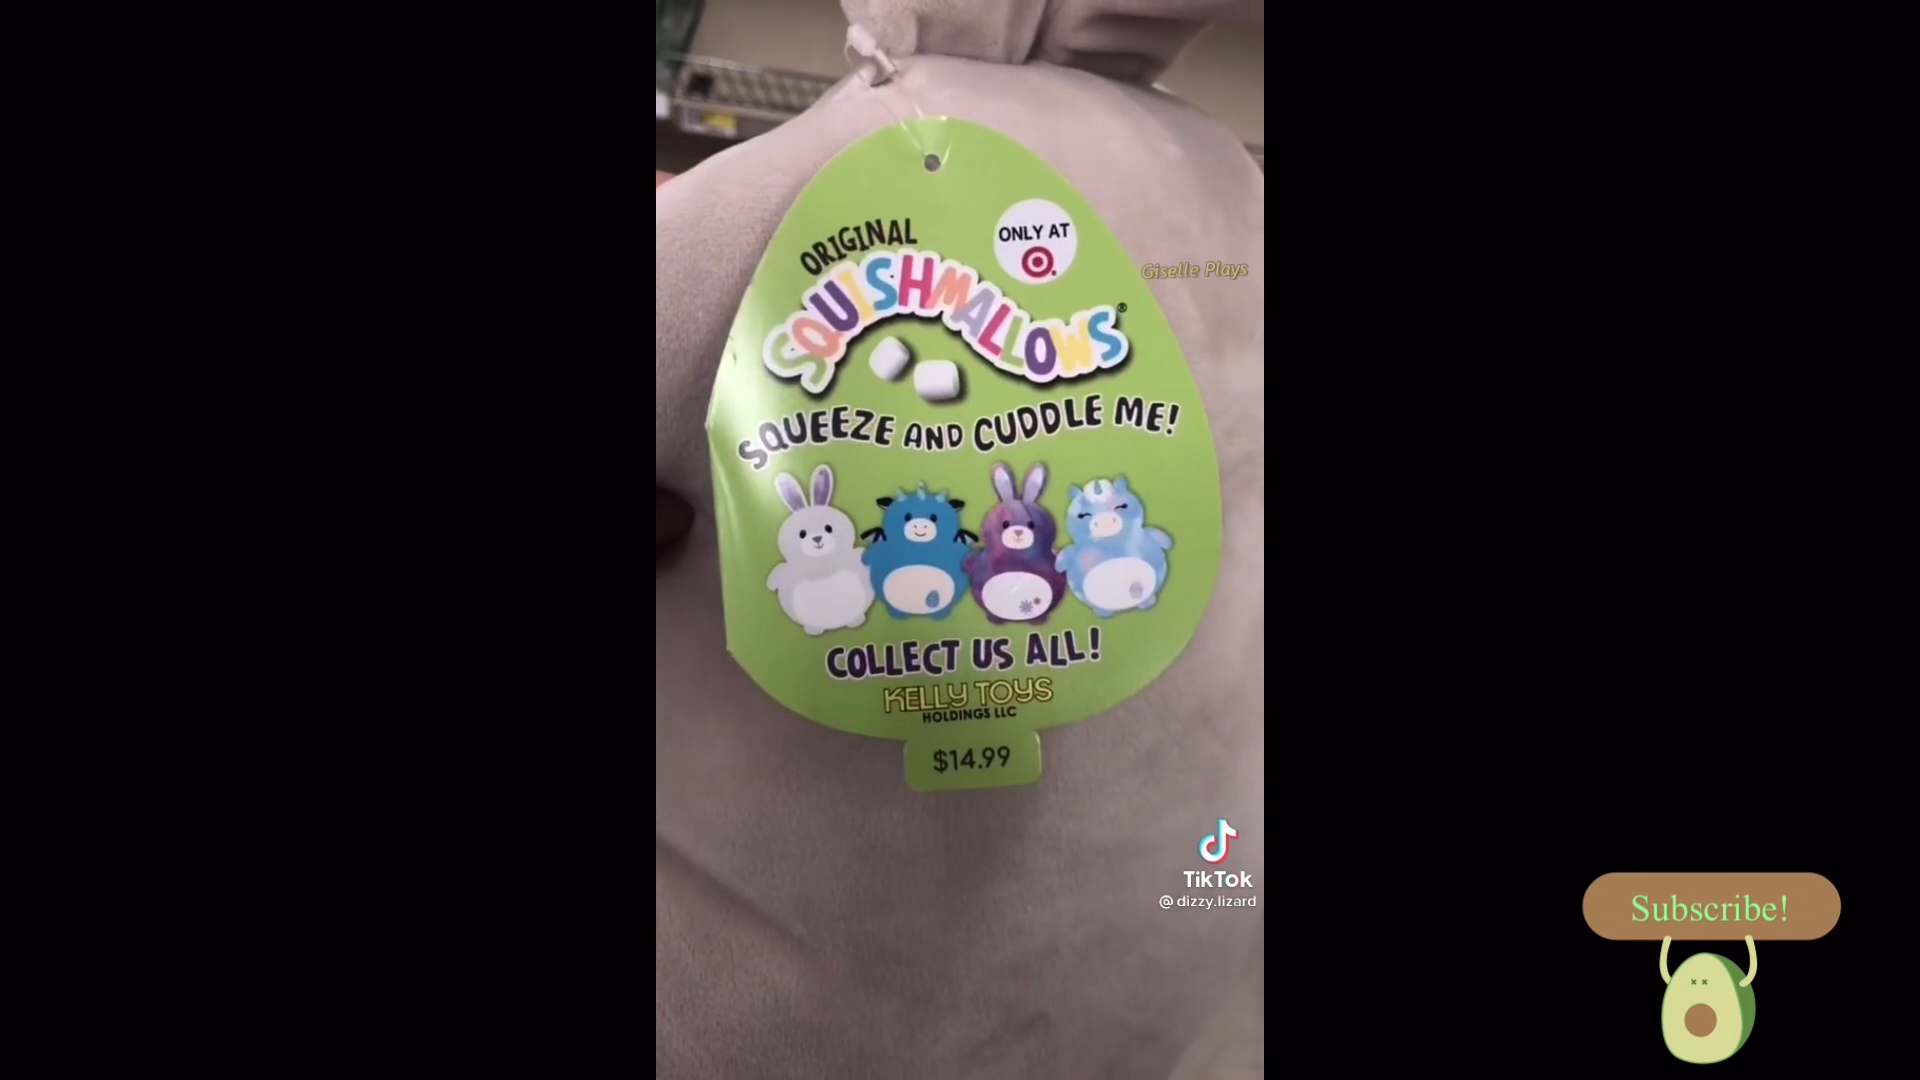 ORIGINAL
ONLY AT
SQUISHMALLOWS®
SQUEEZE AND CUDDLE ME!
COLLECT US ALL!
KELLY TOYS
HOLDINGS LLC
$14.99
Giselle Plays
TikTok
@dizzy.lizard
Subscribe!